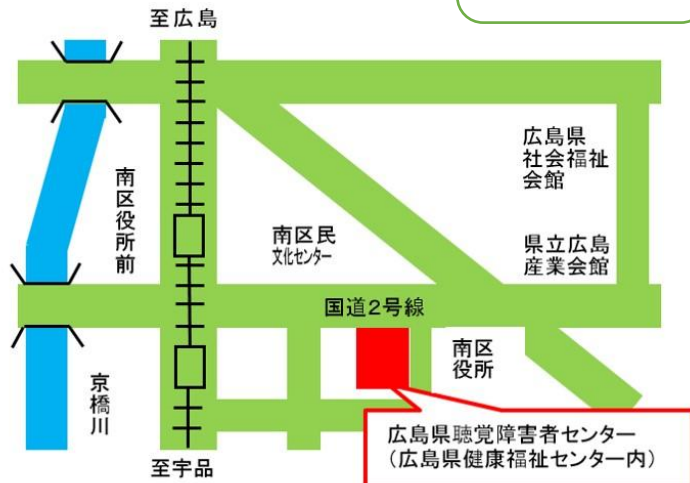 至広島
広島県
社会福祉
会館
南区役所前
南区民
文化センター
県立広島
産業会館
国道2号線
南区
役所
京橋川
広島県聴覚障害者センター
（広島県健康福祉センター内）
至宇品